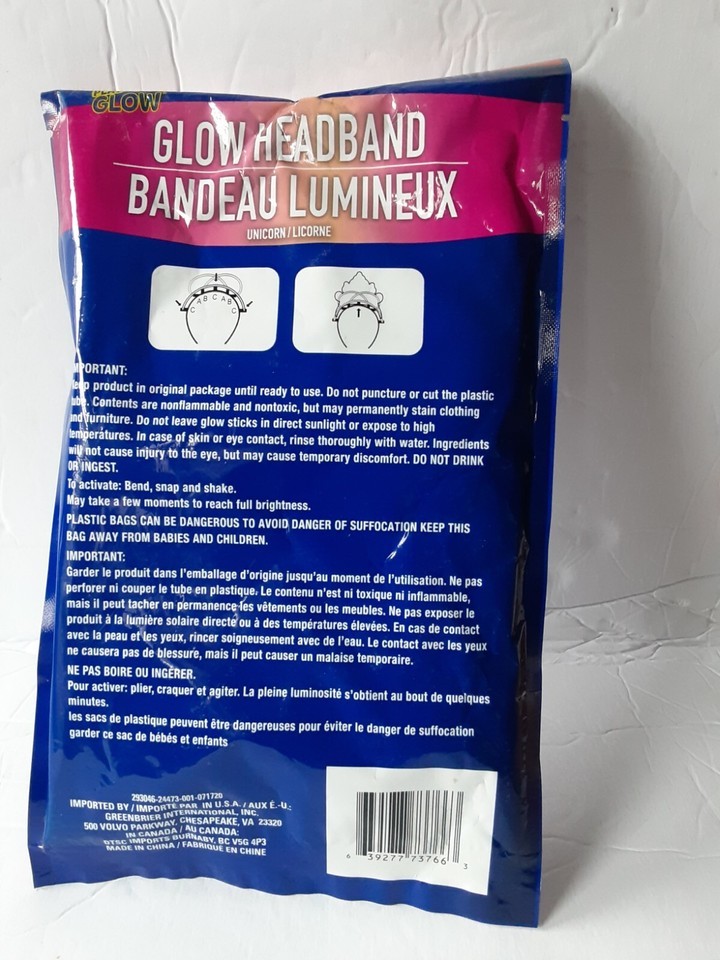 GLOW
GLOW HEADBAND
BANDEAU LUMINEUX
UNICORN / LICORNE
C A B C A B C
IMPORTANT:
Keep product in original package until ready to use. Do not puncture or cut the plastic
tube. Contents are nonflammable and nontoxic, but may permanently stain clothing
and furniture. Do not leave glow sticks in direct sunlight or expose to high
temperatures. In case of skin or eye contact, rinse thoroughly with water. Ingredients
will not cause injury to the eye, but may cause temporary discomfort. DO NOT DRINK
OR INGEST.
To activate: Bend, snap and shake.
May take a few moments to reach full brightness.
PLASTIC BAGS CAN BE DANGEROUS TO AVOID DANGER OF SUFFOCATION KEEP THIS
BAG AWAY FROM BABIES AND CHILDREN.
IMPORTANT:
Garder le produit dans l'emballage d'origine jusqu'au moment de l'utilisation. Ne pas
perforer ni couper le tube en plastique. Le contenu n'est ni toxique ni inflammable,
mais il peut tacher en permanence les vêtements ou les meubles. Ne pas exposer le
produit à la lumière solaire directe ou à des températures élevées. En cas de contact
avec la peau et les yeux, rincer soigneusement avec de l'eau. Le contact avec les yeux
ne causera pas de blessure, mais il peut causer un malaise temporaire.
NE PAS BOIRE OU INGÉRER.
Pour activer: plier, craquer et agiter. La pleine luminosité s'obtient au bout de quelques
minutes.
les sacs de plastique peuvent être dangereuses pour éviter le danger de suffocation
garder ce sac de bébés et enfants
293046-24473-001-071720
IMPORTED BY / IMPORTÉ PAR IN U.S.A. / AUX É.-U.:
GREENBRIER INTERNATIONAL, INC.
500 VOLVO PARKWAY, CHESAPEAKE, VA 23320
IN CANADA / AU CANADA:
DTSC IMPORTS BURNABY, BC V5G 4P3
MADE IN CHINA / FABRIQUÉ EN CHINE
6 39277 73766 3